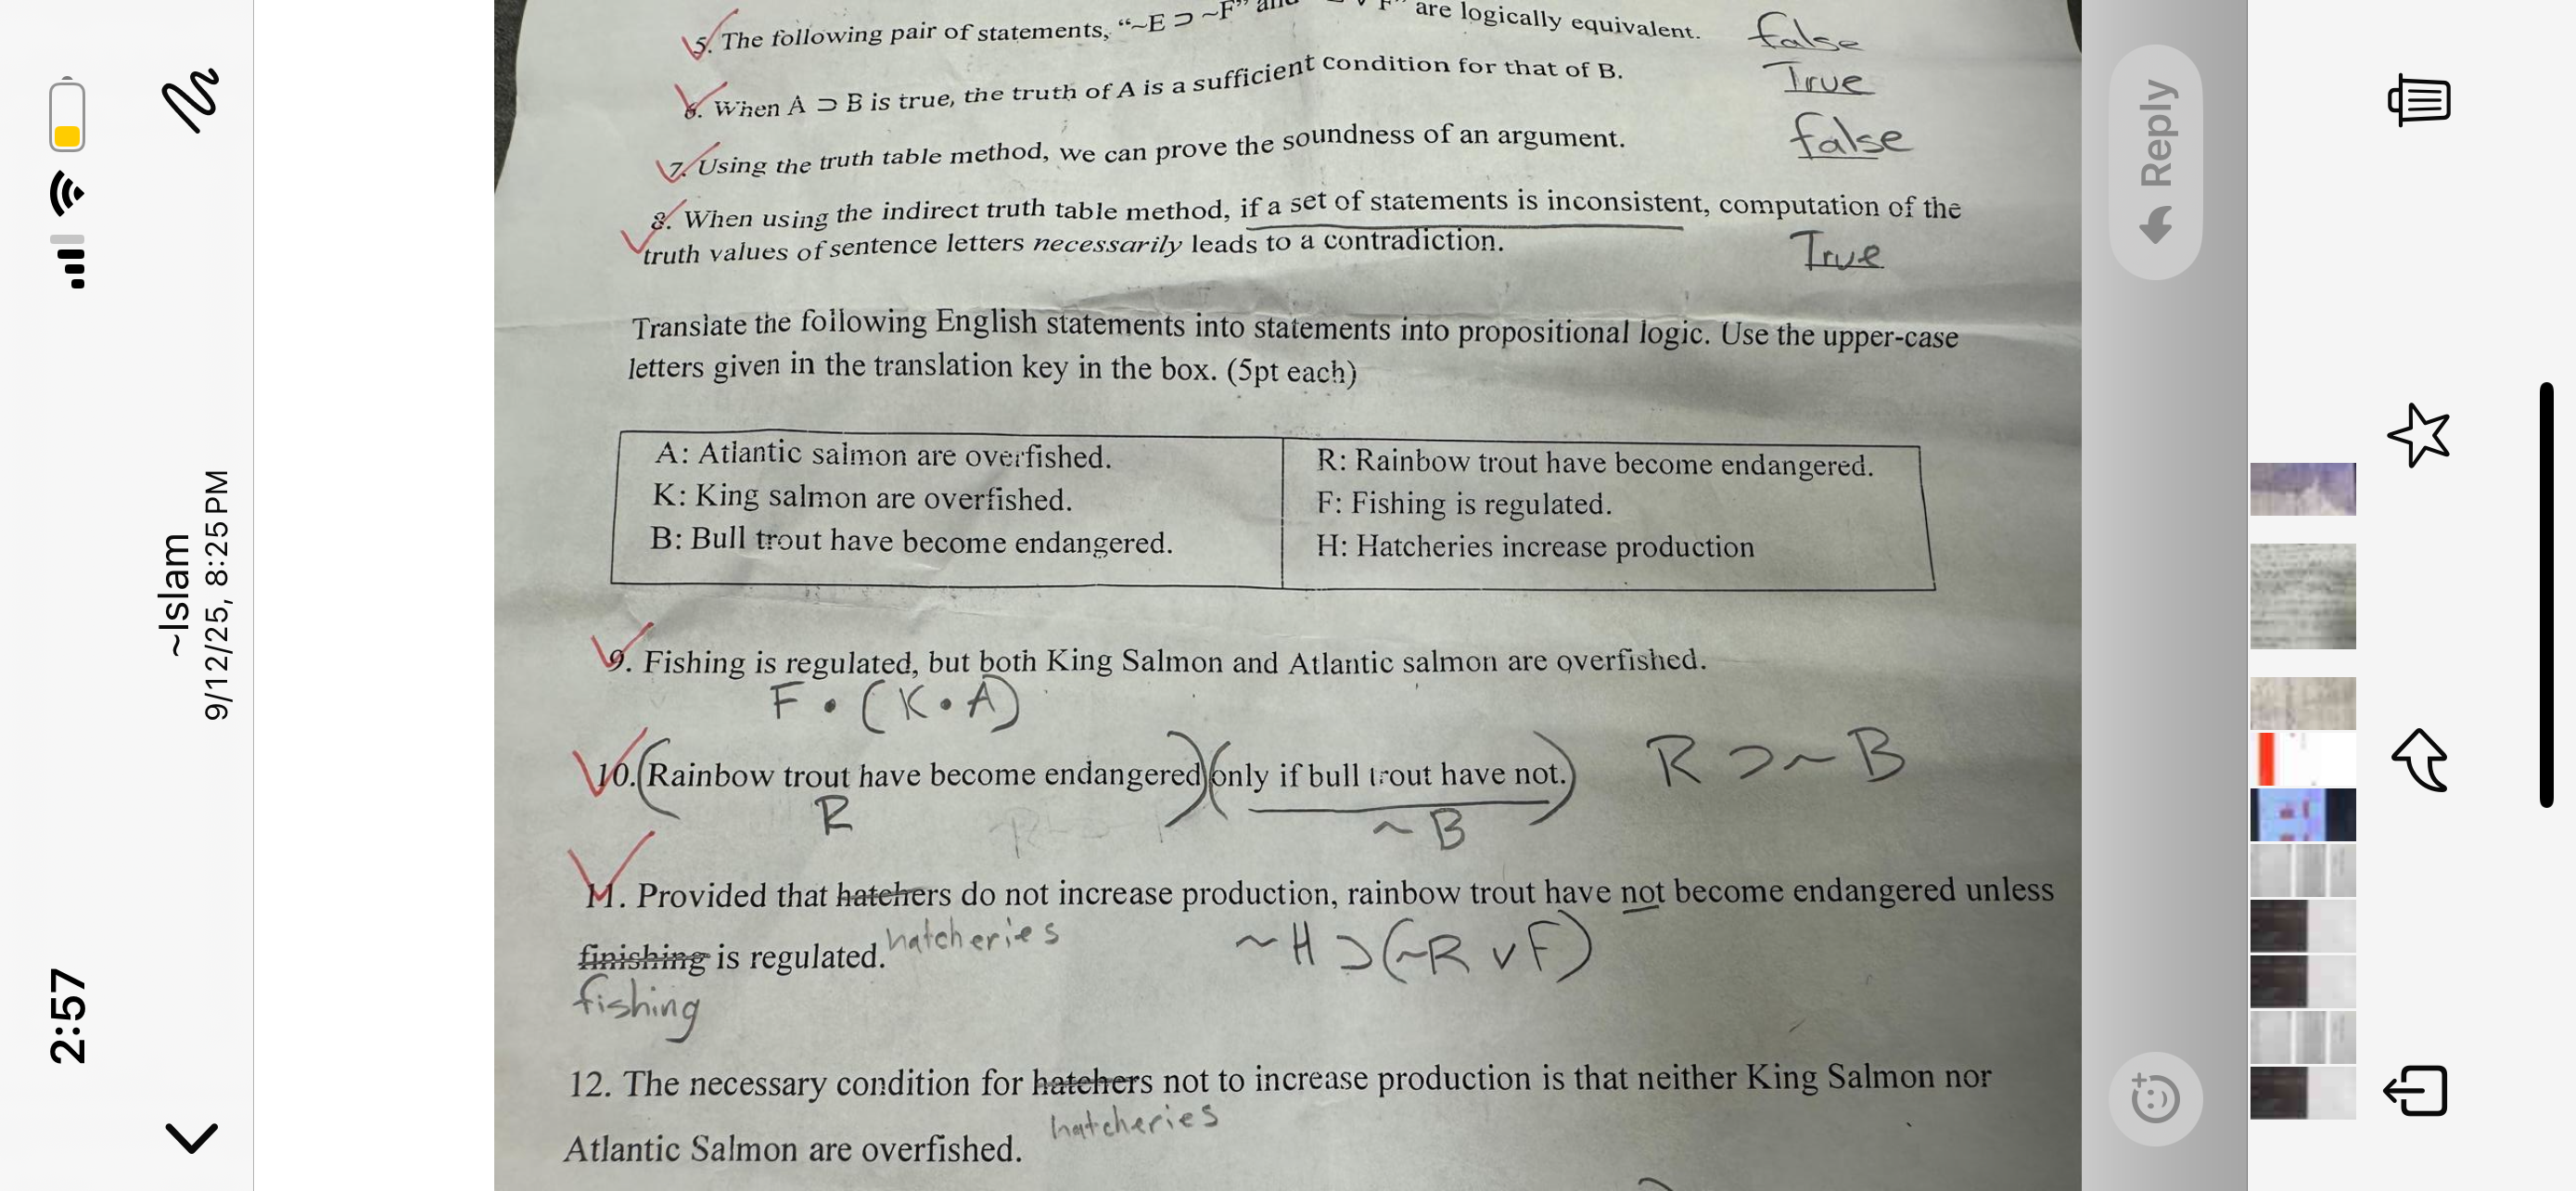 5. The following pair of statements, “~E ⊃ ~F” and v F” are logically equivalent. false
6. When A ⊃ B is true, the truth of A is a sufficient condition for that of B. True
7. Using the truth table method, we can prove the soundness of an argument. false
8. When using the indirect truth table method, if a set of statements is inconsistent, computation of the
truth values of sentence letters necessarily leads to a contradiction. True
Translate the following English statements into statements into propositional logic. Use the upper-case
letters given in the translation key in the box. (5pt each)
A: Atlantic salmon are overfished.
K: King salmon are overfished.
B: Bull trout have become endangered.
R: Rainbow trout have become endangered.
F: Fishing is regulated.
H: Hatcheries increase production
9. Fishing is regulated, but both King Salmon and Atlantic salmon are overfished.
F • (K • A)
10. (Rainbow trout have become endangered) (only if bull trout have not.) R ⊃ ~ B
R ~ B
11. Provided that hatchers do not increase production, rainbow trout have not become endangered unless
finishing is regulated. hatcheries ~H ⊃ (~R v F)
fishing
12. The necessary condition for hatchers not to increase production is that neither King Salmon nor
hatcheries
Atlantic Salmon are overfished.
2:57
~Islam
9/12/25, 8:25 PM
Reply